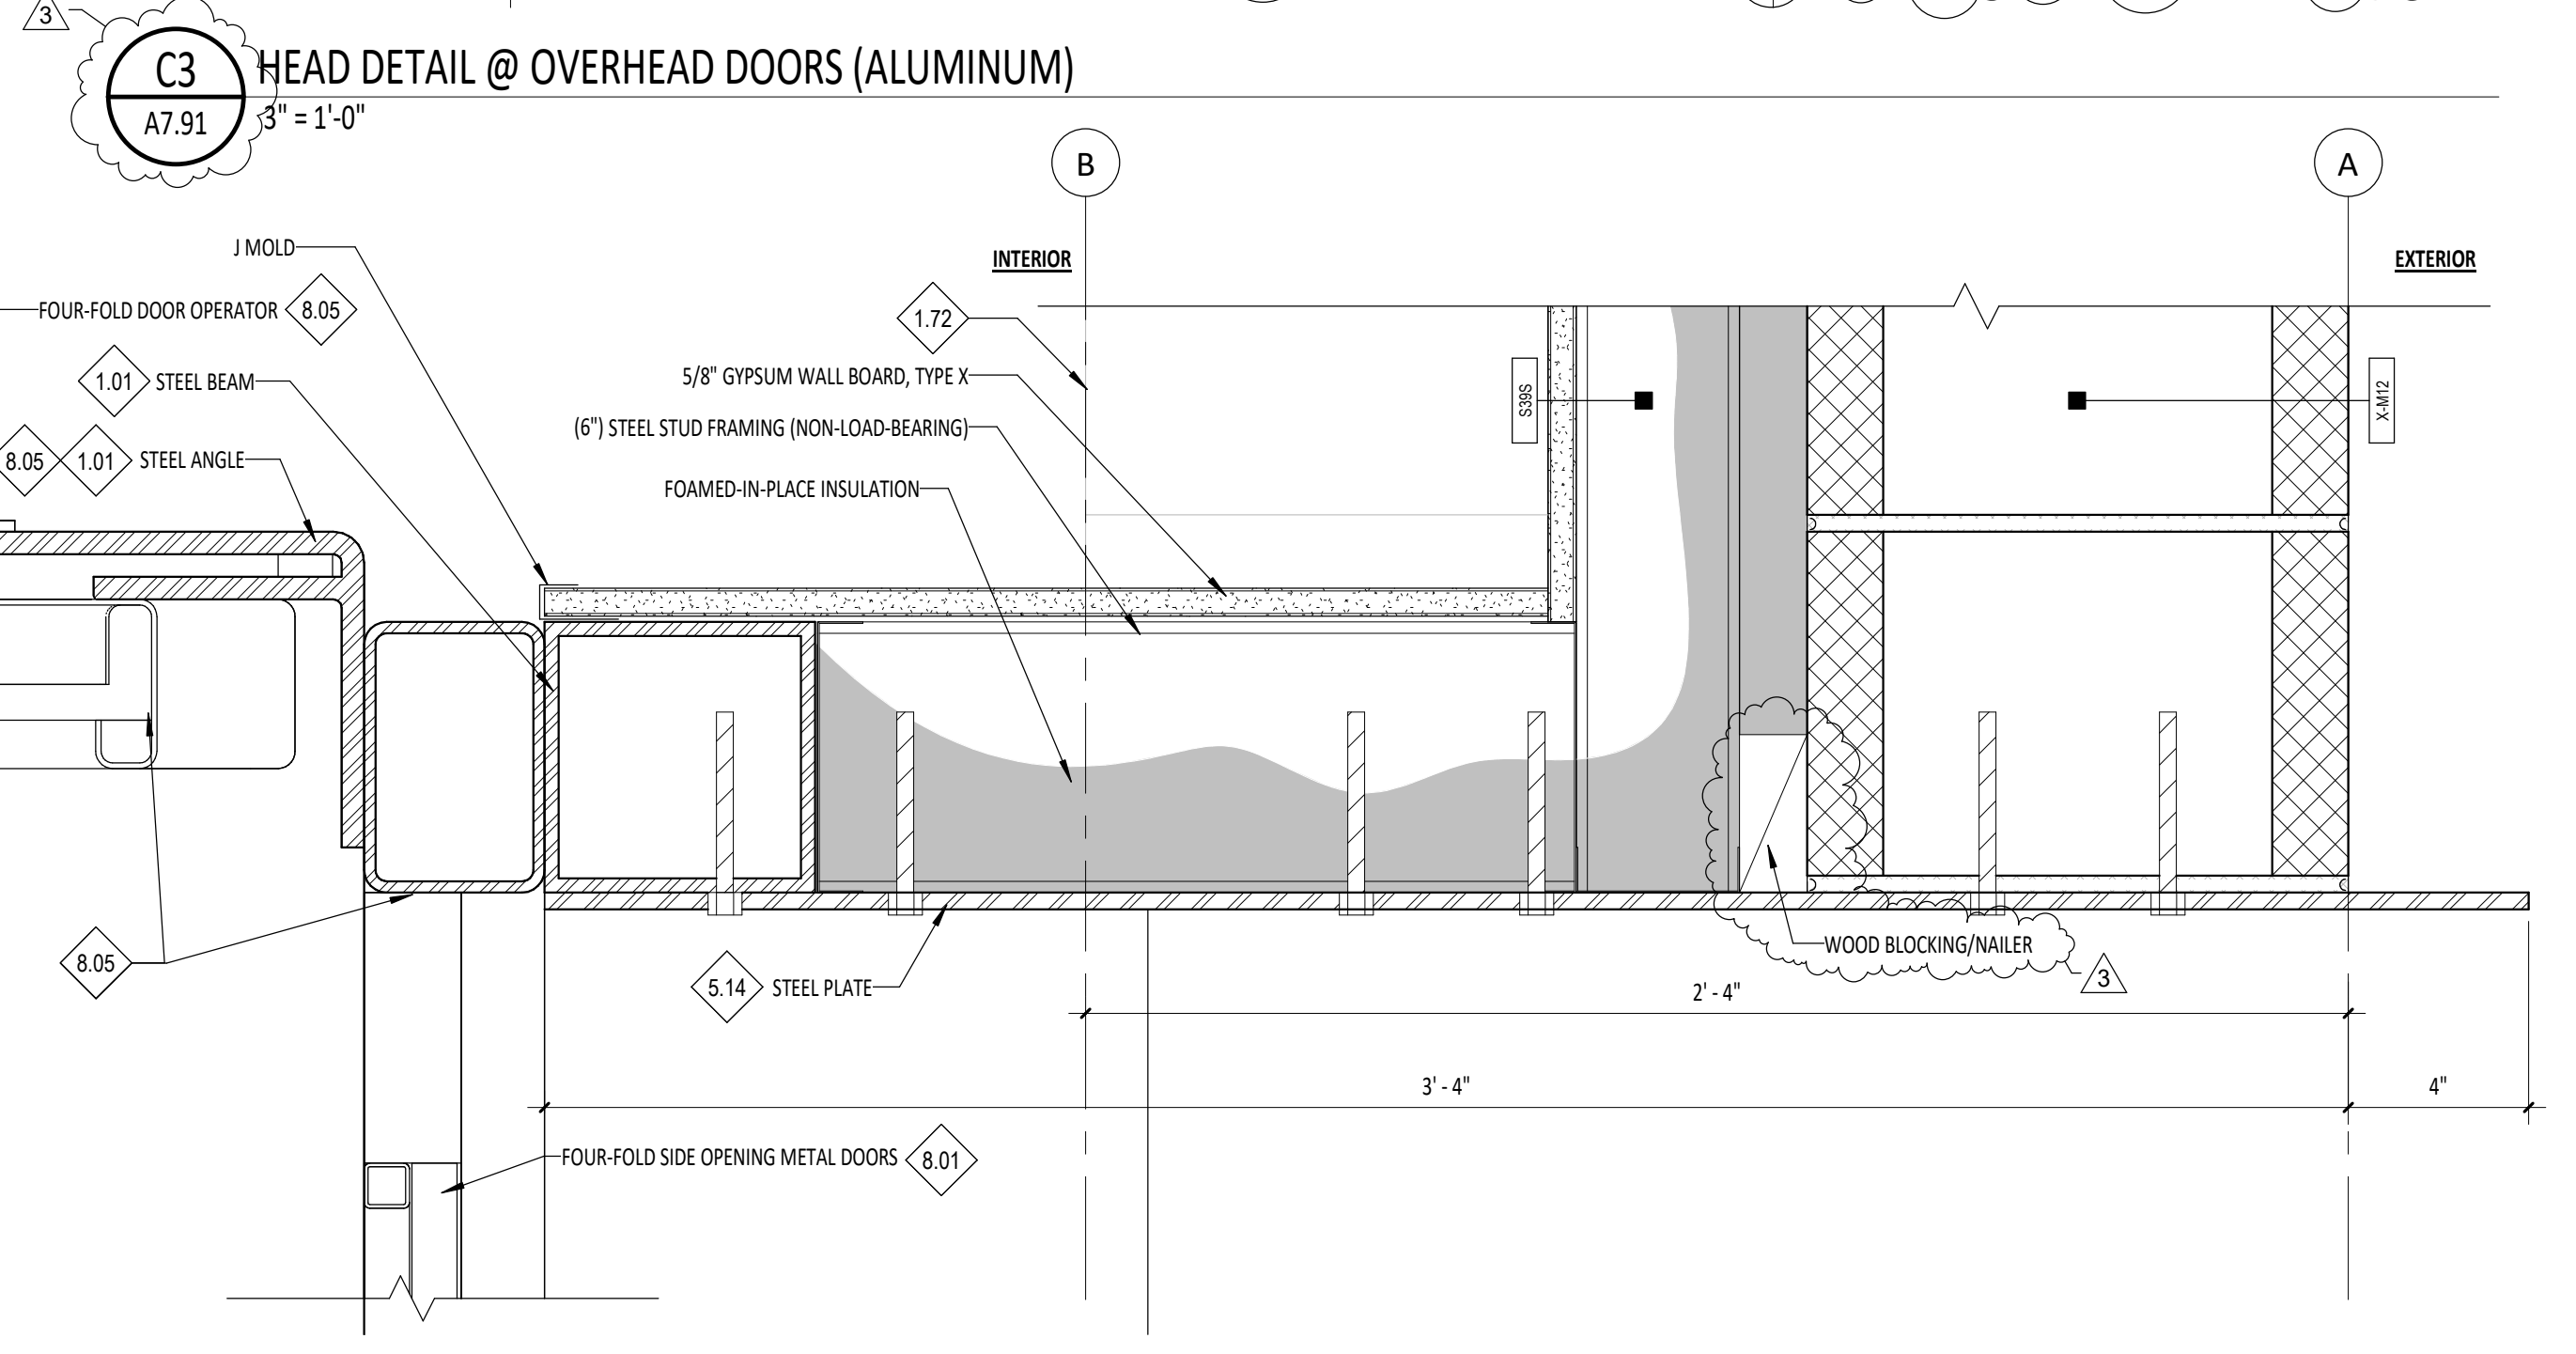 3
C3
A7.91
HEAD DETAIL @ OVERHEAD DOORS (ALUMINUM)
3" = 1'-0"
B
A
J MOLD
INTERIOR
EXTERIOR
FOUR-FOLD DOOR OPERATOR 8.05
1.72
1.01 STEEL BEAM
5/8" GYPSUM WALL BOARD, TYPE X
S39S
X-M12
(6") STEEL STUD FRAMING (NON-LOAD-BEARING)
8.05 1.01 STEEL ANGLE
FOAMED-IN-PLACE INSULATION
WOOD BLOCKING/NAILER
3
8.05
5.14 STEEL PLATE
2' - 4"
3' - 4"
4"
FOUR-FOLD SIDE OPENING METAL DOORS 8.01